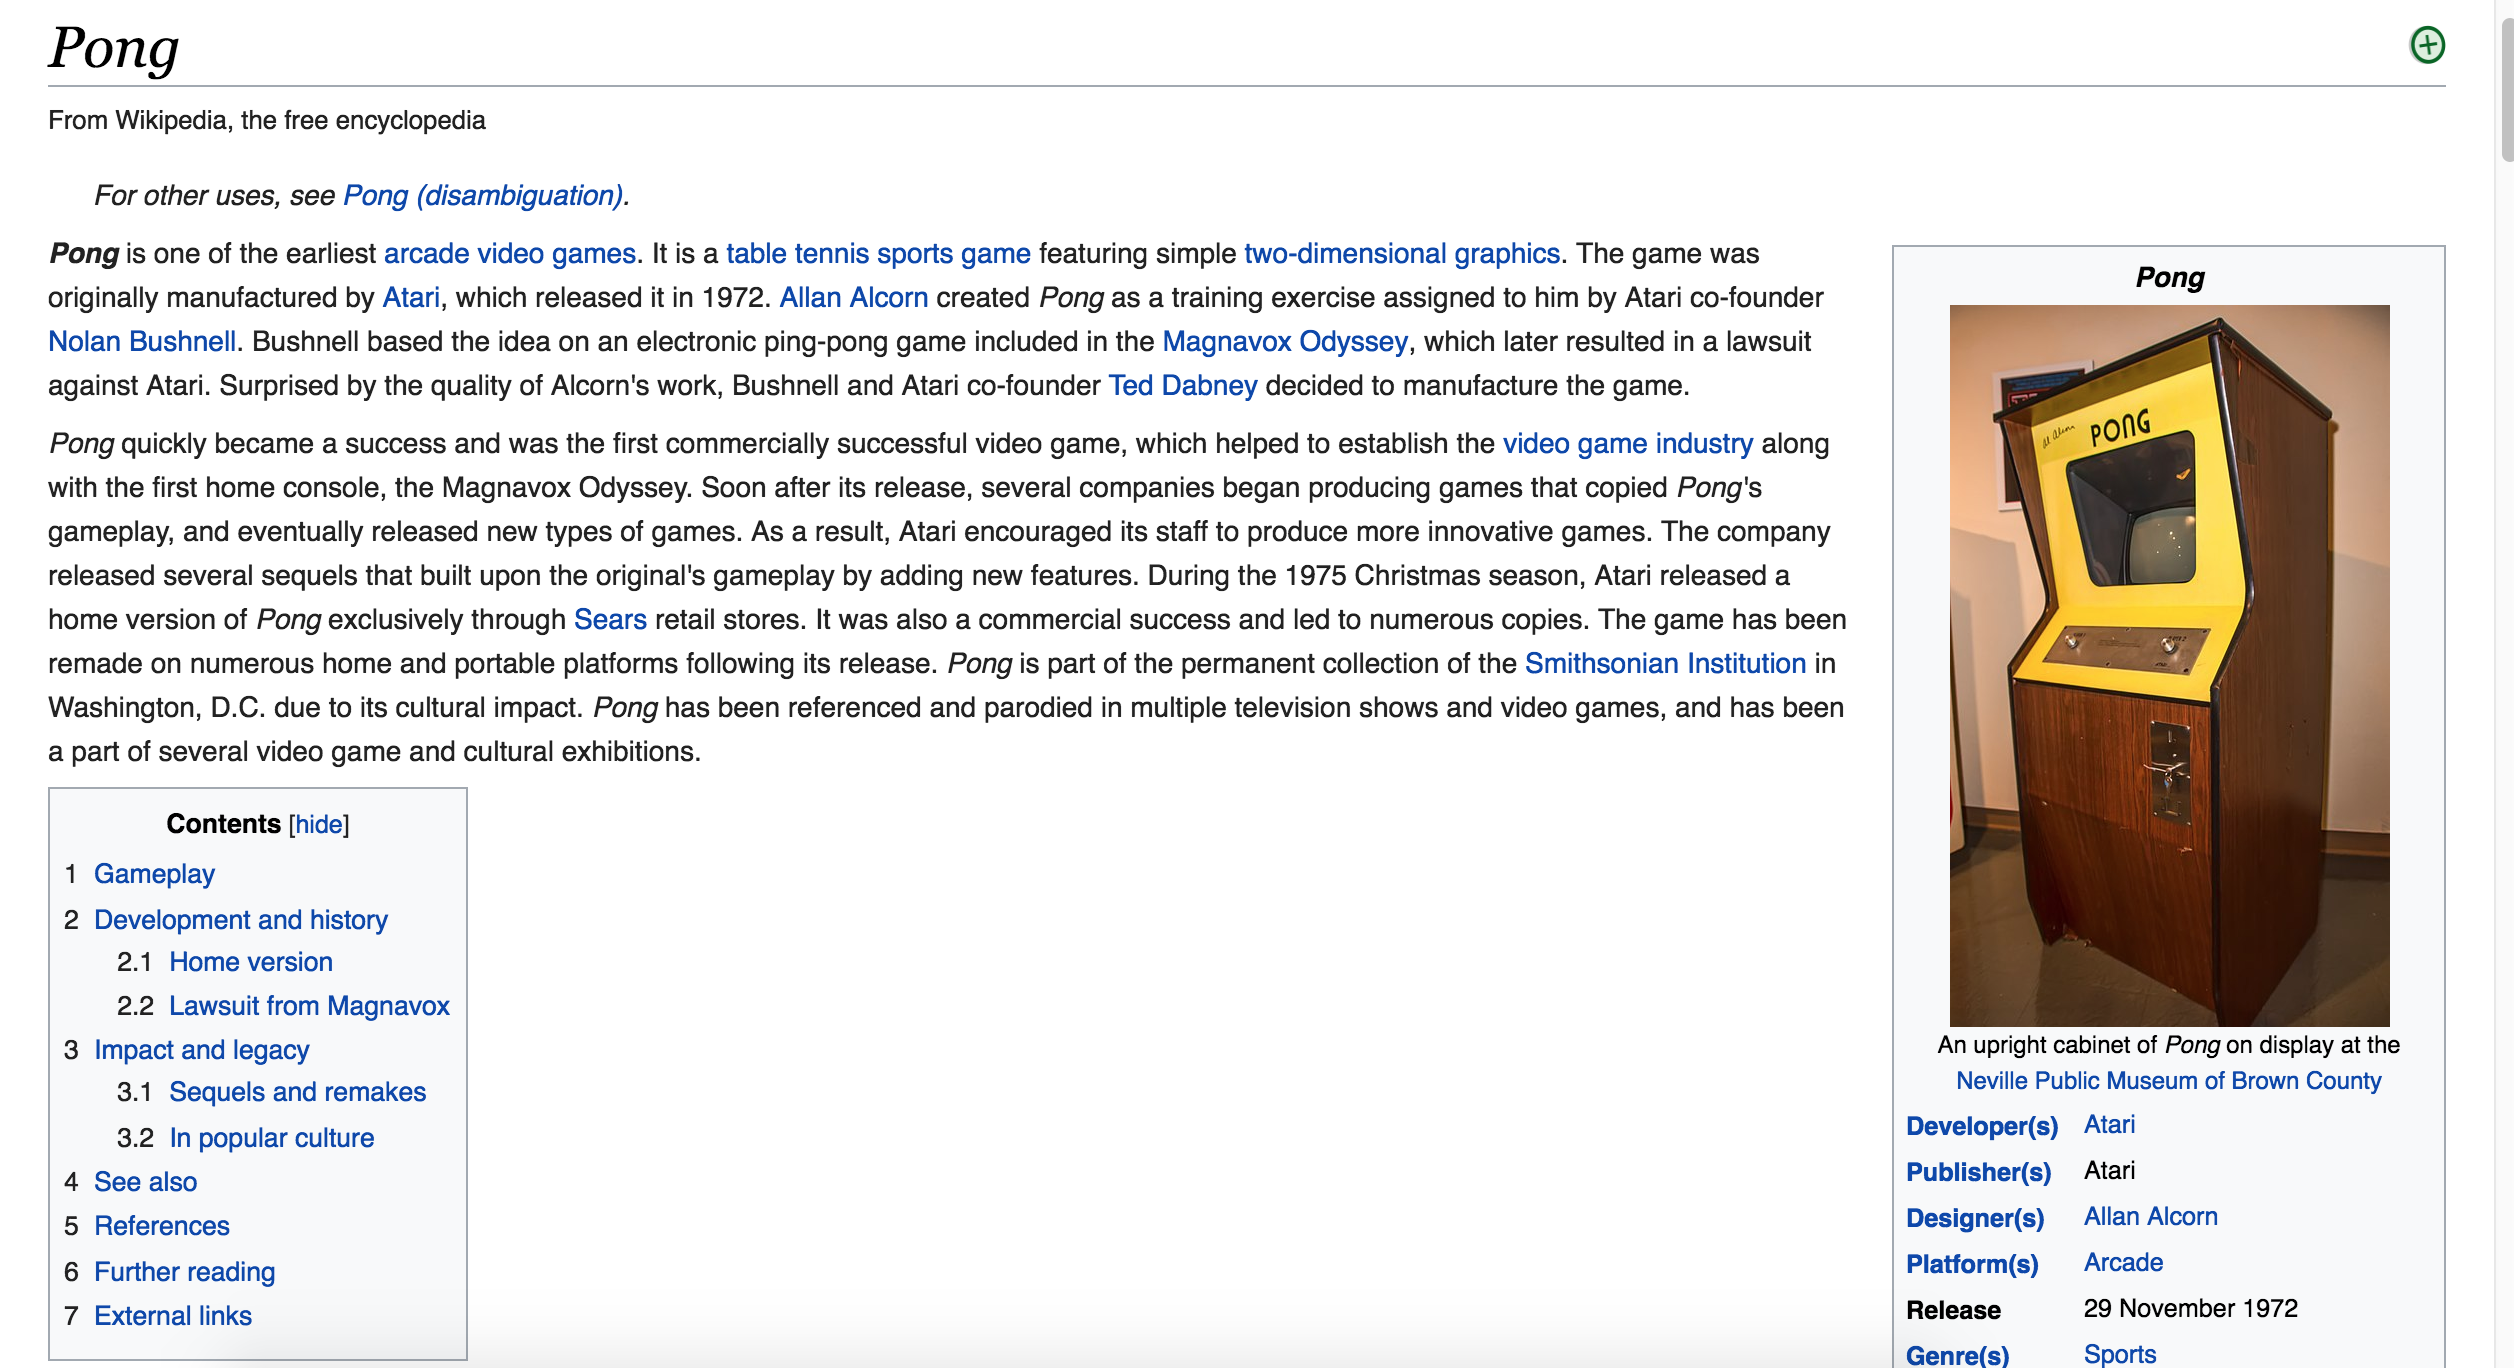 Pong
From Wikipedia, the free encyclopedia
For other uses, see Pong (disambiguation).
Pong is one of the earliest arcade video games. It is a table tennis sports game featuring simple two-dimensional graphics. The game was
originally manufactured by Atari, which released it in 1972. Allan Alcorn created Pong as a training exercise assigned to him by Atari co-founder
Nolan Bushnell. Bushnell based the idea on an electronic ping-pong game included in the Magnavox Odyssey, which later resulted in a lawsuit
against Atari. Surprised by the quality of Alcorn's work, Bushnell and Atari co-founder Ted Dabney decided to manufacture the game.
Pong quickly became a success and was the first commercially successful video game, which helped to establish the video game industry along
with the first home console, the Magnavox Odyssey. Soon after its release, several companies began producing games that copied Pong's
gameplay, and eventually released new types of games. As a result, Atari encouraged its staff to produce more innovative games. The company
released several sequels that built upon the original's gameplay by adding new features. During the 1975 Christmas season, Atari released a
home version of Pong exclusively through Sears retail stores. It was also a commercial success and led to numerous copies. The game has been
remade on numerous home and portable platforms following its release. Pong is part of the permanent collection of the Smithsonian Institution in
Washington, D.C. due to its cultural impact. Pong has been referenced and parodied in multiple television shows and video games, and has been
a part of several video game and cultural exhibitions.
Contents [hide]
1 Gameplay
2 Development and history
2.1 Home version
2.2 Lawsuit from Magnavox
3 Impact and legacy
3.1 Sequels and remakes
3.2 In popular culture
4 See also
5 References
6 Further reading
7 External links
Pong
PONG
An upright cabinet of Pong on display at the
Neville Public Museum of Brown County
Developer(s) Atari
Publisher(s) Atari
Designer(s) Allan Alcorn
Platform(s) Arcade
Release 29 November 1972
Genre(s) Sports